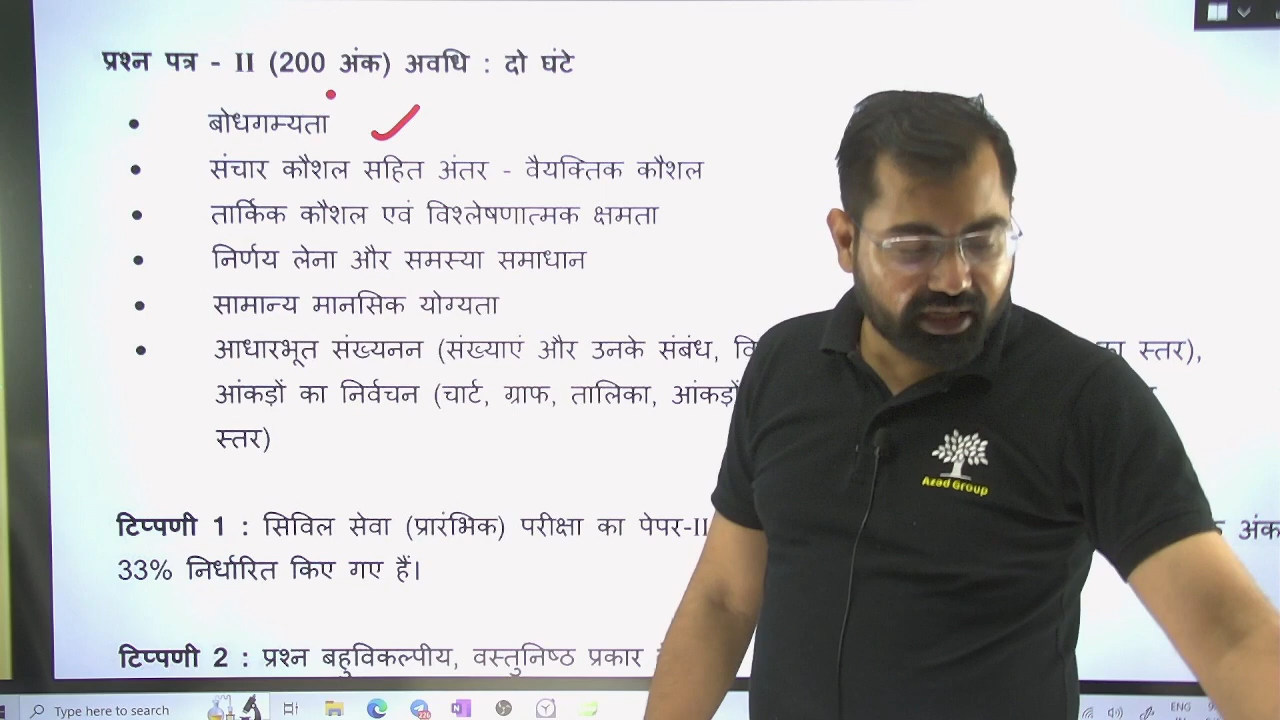 प्रश्न पत्र - II (200 अंक) अवधि : दो घंटे
• बोधगम्यता
• संचार कौशल सहित अंतर - वैयक्तिक कौशल
• तार्किक कौशल एवं विश्लेषणात्मक क्षमता
• निर्णय लेना और समस्या समाधान
• सामान्य मानसिक योग्यता
• आधारभूत संख्यनन (संख्याएं और उनके संबंध, स्तर),
आंकड़ों का निर्वचन (चार्ट, ग्राफ, तालिका, आंकड़ों
स्तर)
टिप्पणी 1 : सिविल सेवा (प्रारंभिक) परीक्षा का पेपर-II अंक
33% निर्धारित किए गए हैं।
टिप्पणी 2 : प्रश्न बहुविकल्पीय, वस्तुनिष्ठ प्रकार
Azad Group
Type here to search
226
ENG